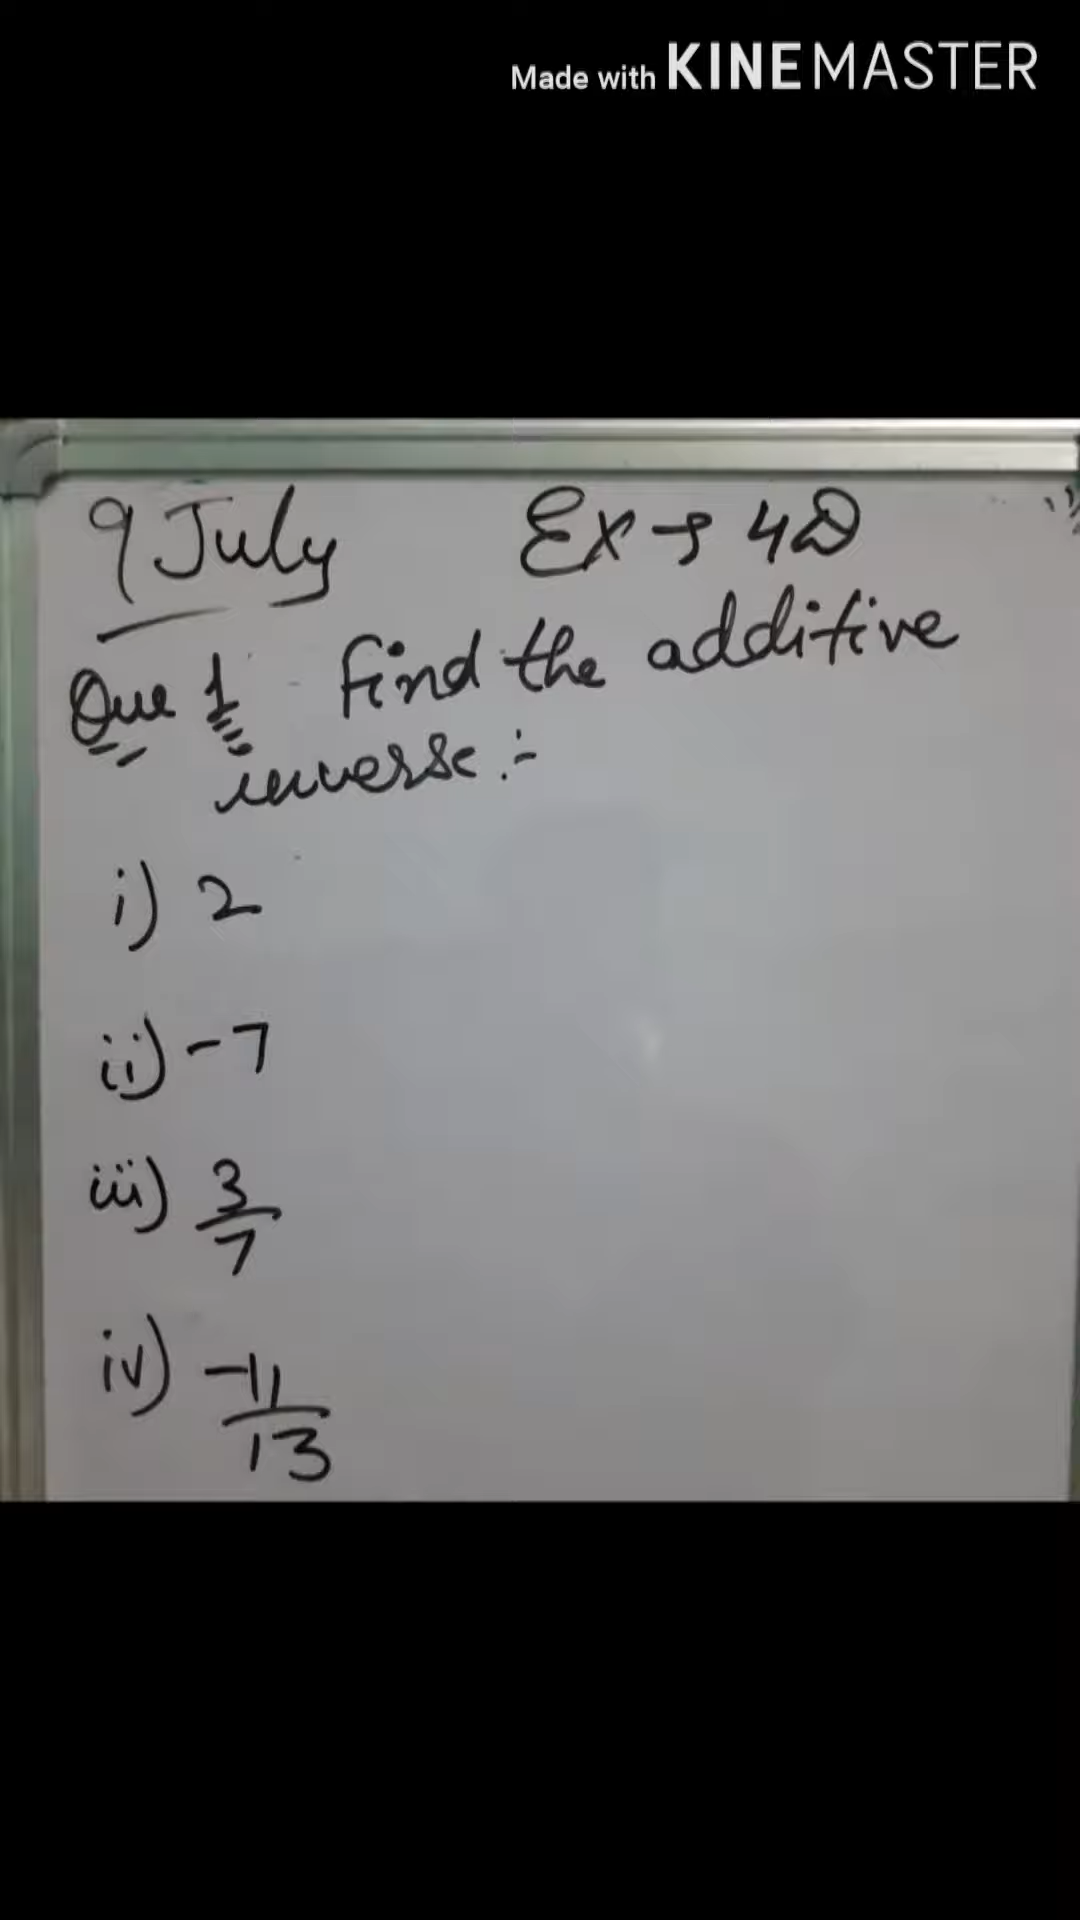 Made with KINEMASTER
9 July Ex → 4D
Que 1 find the additive
inverse :-
i) 2
ii) -7
iii) 3/7
iv) -11/13